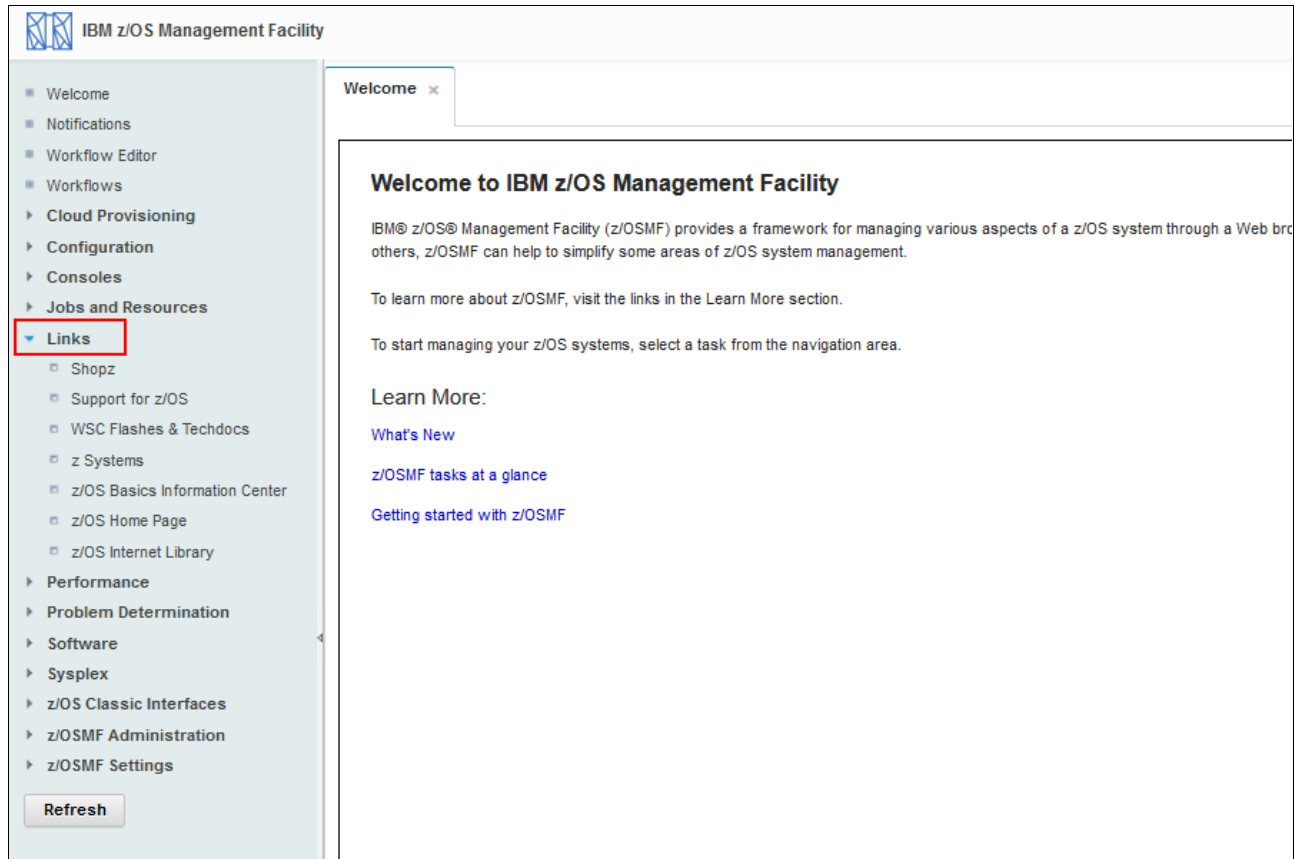 IBM z/OS Management Facility
Welcome
Notifications
Workflow Editor
Workflows
Cloud Provisioning
Configuration
Consoles
Jobs and Resources
Links
Shopz
Support for z/OS
WSC Flashes & Techdocs
z Systems
z/OS Basics Information Center
z/OS Home Page
z/OS Internet Library
Performance
Problem Determination
Software
Sysplex
z/OS Classic Interfaces
z/OSMF Administration
z/OSMF Settings
Refresh
Welcome ×
Welcome to IBM z/OS Management Facility
IBM® z/OS® Management Facility (z/OSMF) provides a framework for managing various aspects of a z/OS system through a Web bro
others, z/OSMF can help to simplify some areas of z/OS system management.
To learn more about z/OSMF, visit the links in the Learn More section.
To start managing your z/OS systems, select a task from the navigation area.
Learn More:
What's New
z/OSMF tasks at a glance
Getting started with z/OSMF